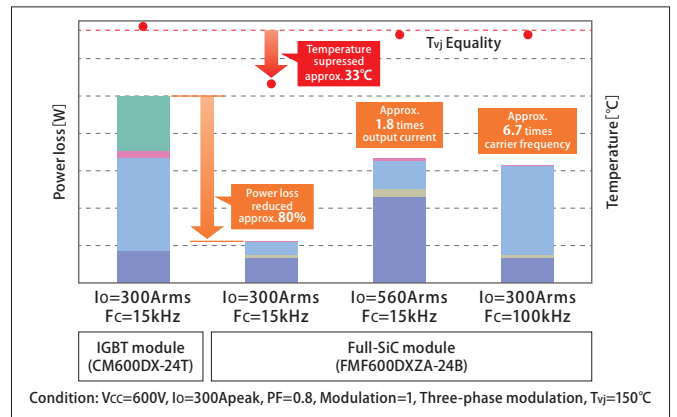 Tvj Equality
Temperature
supressed
approx.33℃
Power loss [W]
Temperature [℃]
Approx.
1.8 times
output current
Approx.
6.7 times
carrier frequency
Power loss
reduced
approx.80%
Io=300Arms
Fc=15kHz
Io=300Arms
Fc=15kHz
Io=560Arms
Fc=15kHz
Io=300Arms
Fc=100kHz
IGBT module
(CM600DX-24T)
Full-SiC module
(FMF600DXZA-24B)
Condition: Vcc=600V, Io=300Apeak, PF=0.8, Modulation=1, Three-phase modulation, Tvj=150℃